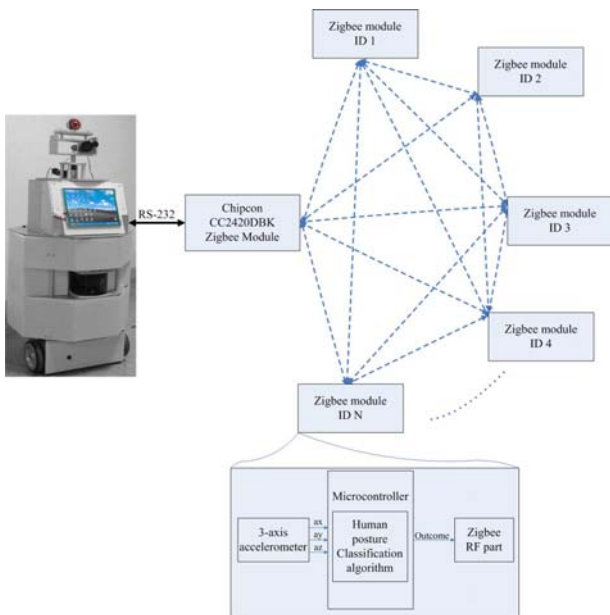 Zigbee module
ID 1
Zigbee module
ID 2
RS-232
Chipcon
CC2420DBK
Zigbee Module
Zigbee module
ID 3
Zigbee module
ID 4
Zigbee module
ID N
Microcontroller
3-axis
accelerometer
ax
ay
az
Human
posture
Classification
algorithm
Outcome
Zigbee
RF part